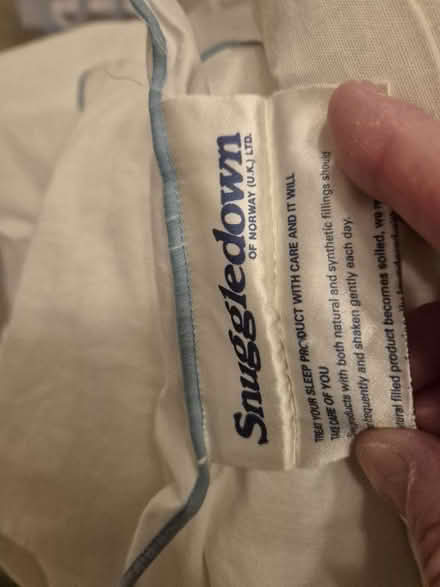 Snuggledown
OF NORWAY (U.K.) LTD.
TREAT YOUR SLEEP PRODUCT WITH CARE AND IT WILL
TAKE CARE OF YOU
products with both natural and synthetic fillings should
frequently and shaken gently each day.
natural filled product becomes soiled, we